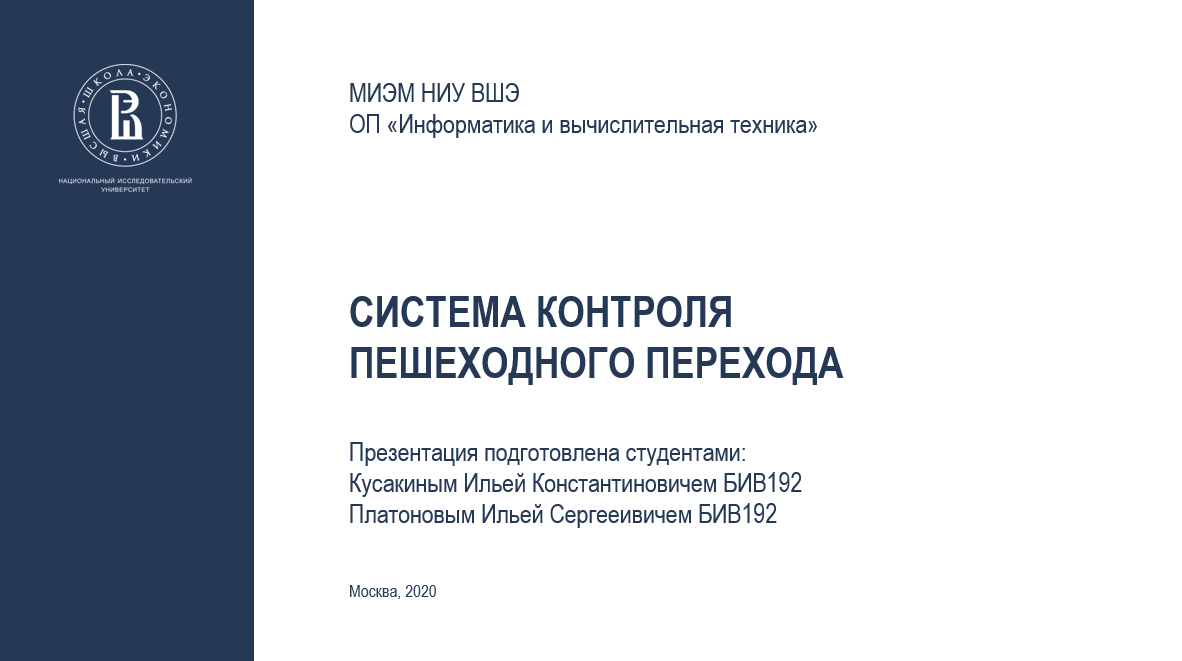 ВЫСШАЯ • ШКОЛА • ЭКОНОМИКИ •
НАЦИОНАЛЬНЫЙ ИССЛЕДОВАТЕЛЬСКИЙ
УНИВЕРСИТЕТ
МИЭМ НИУ ВШЭ
ОП «Информатика и вычислительная техника»
СИСТЕМА КОНТРОЛЯ
ПЕШЕХОДНОГО ПЕРЕХОДА
Презентация подготовлена студентами:
Кусакиным Ильей Константиновичем БИВ192
Платоновым Ильей Сергееивичем БИВ192
Москва, 2020